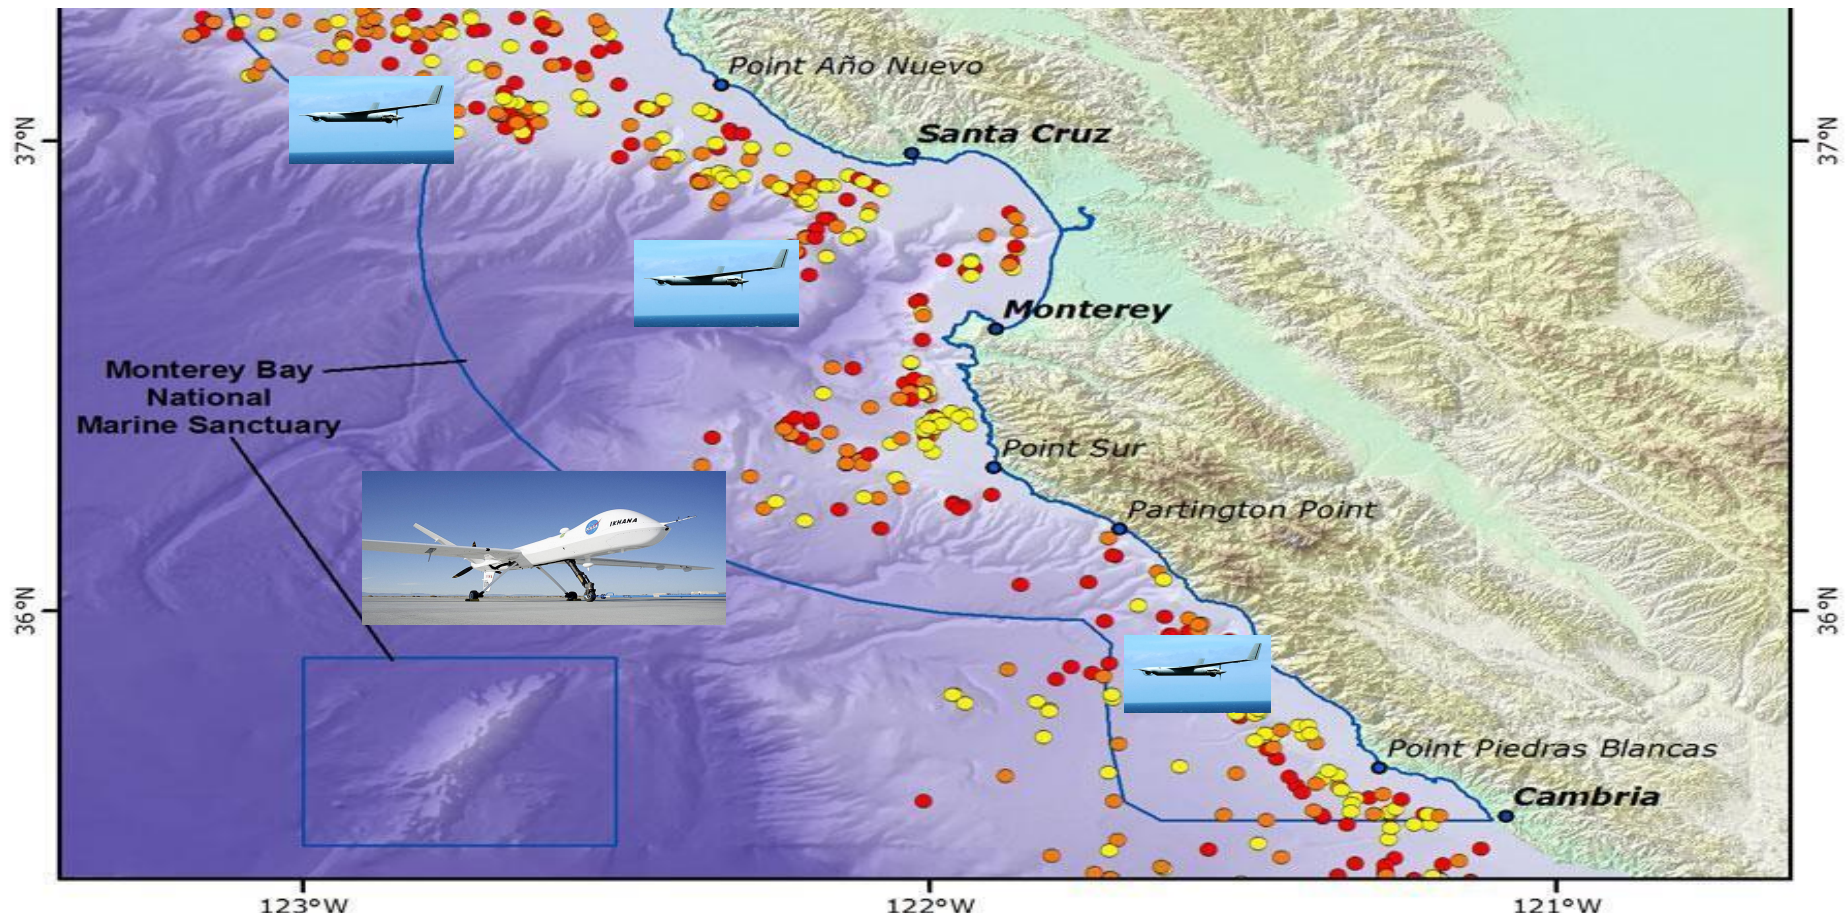 Point Año Nuevo
37°N
37°N
Santa Cruz
Monterey
Monterey Bay
National
Marine Sanctuary
Point Sur
IKHANA
NASA
Partington Point
36°N
36°N
Point Piedras Blancas
Cambria
123°W
122°W
121°W